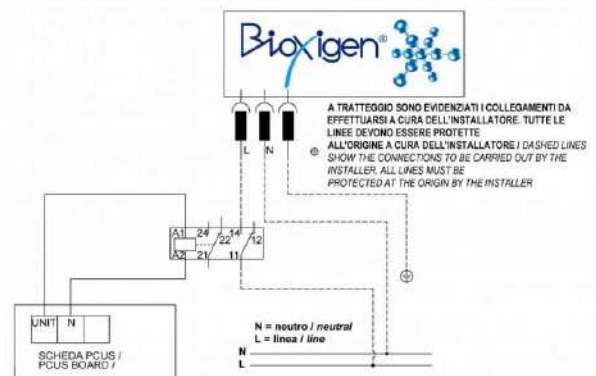 Bioxigen®
A TRATTEGGIO SONO EVIDENZIATI I COLLEGAMENTI DA
EFFETTUARSI A CURA DELL'INSTALLATORE. TUTTE LE
LINEE DEVONO ESSERE PROTETTE
ALL'ORIGINE A CURA DELL'INSTALLATORE / DASHED LINES
SHOW THE CONNECTIONS TO BE CARRIED OUT BY THE
INSTALLER. ALL LINES MUST BE
PROTECTED AT THE ORIGIN BY THE INSTALLER
L N
A1 24 22 14 12
A2 21 11
UNIT N
SCHEDA PCUS /
PCUS BOARD /
N = neutro / neutral
L = linea / line
N
L